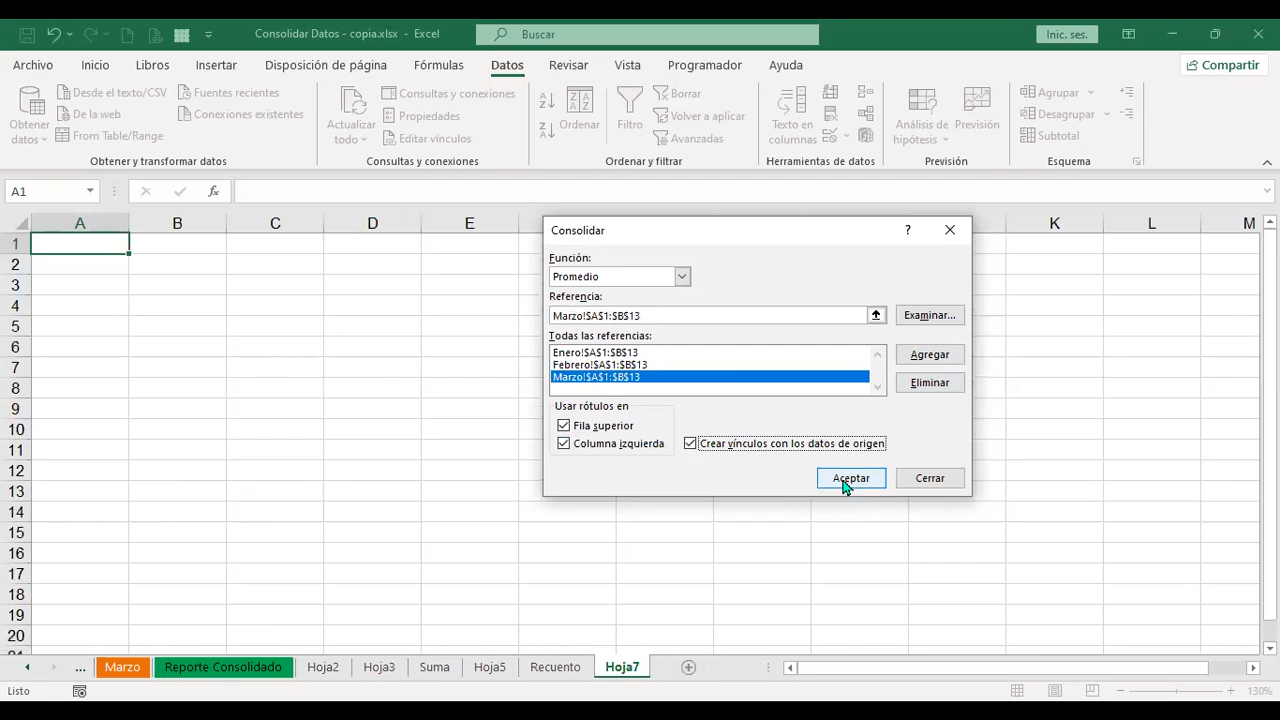 Consolidar Datos - copia.xlsx - Excel
Buscar
Inic. ses.
Archivo Inicio Libros Insertar Disposición de página Fórmulas Datos Revisar Vista Programador Ayuda
Compartir
Obtener datos
Desde el texto/CSV
De la web
From Table/Range
Fuentes recientes
Conexiones existentes
Obtener y transformar datos
Actualizar todo
Consultas y conexiones
Propiedades
Editar vínculos
Consultas y conexiones
Ordenar
Filtro
Borrar
Volver a aplicar
Avanzadas
Ordenar y filtrar
Texto en columnas
Herramientas de datos
Análisis de hipótesis
Previsión
Previsión
Agrupar
Desagrupar
Subtotal
Esquema
A1
fx
A B C D E K L M
1
2
3
4
5
6
7
8
9
10
11
12
13
14
15
16
17
18
19
20
Consolidar
?
Función:
Promedio
Referencia:
Marzo!$A$1:$B$13
Examinar...
Todas las referencias:
Enero!$A$1:$B$13
Febrero!$A$1:$B$13
Marzo!$A$1:$B$13
Agregar
Eliminar
Usar rótulos en
Fila superior
Columna izquierda
Crear vínculos con los datos de origen
Aceptar
Cerrar
... Marzo Reporte Consolidado Hoja2 Hoja3 Suma Hoja5 Recuento Hoja7
Listo
130%